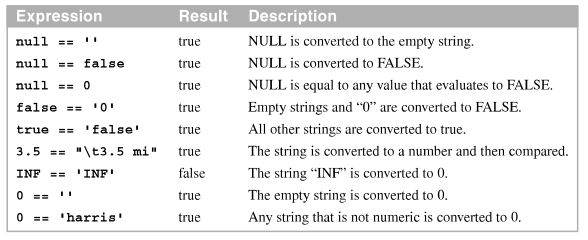 Expression Result Description
null == '' true NULL is converted to the empty string.
null == false true NULL is converted to FALSE.
null == 0 true NULL is equal to any value that evaluates to FALSE.
false == '0' true Empty strings and “0” are converted to FALSE.
true == 'false' true All other strings are converted to true.
3.5 == "\t3.5 mi" true The string is converted to a number and then compared.
INF == 'INF' false The string “INF” is converted to 0.
0 == '' true The empty string is converted to 0.
0 == 'harris' true Any string that is not numeric is converted to 0.